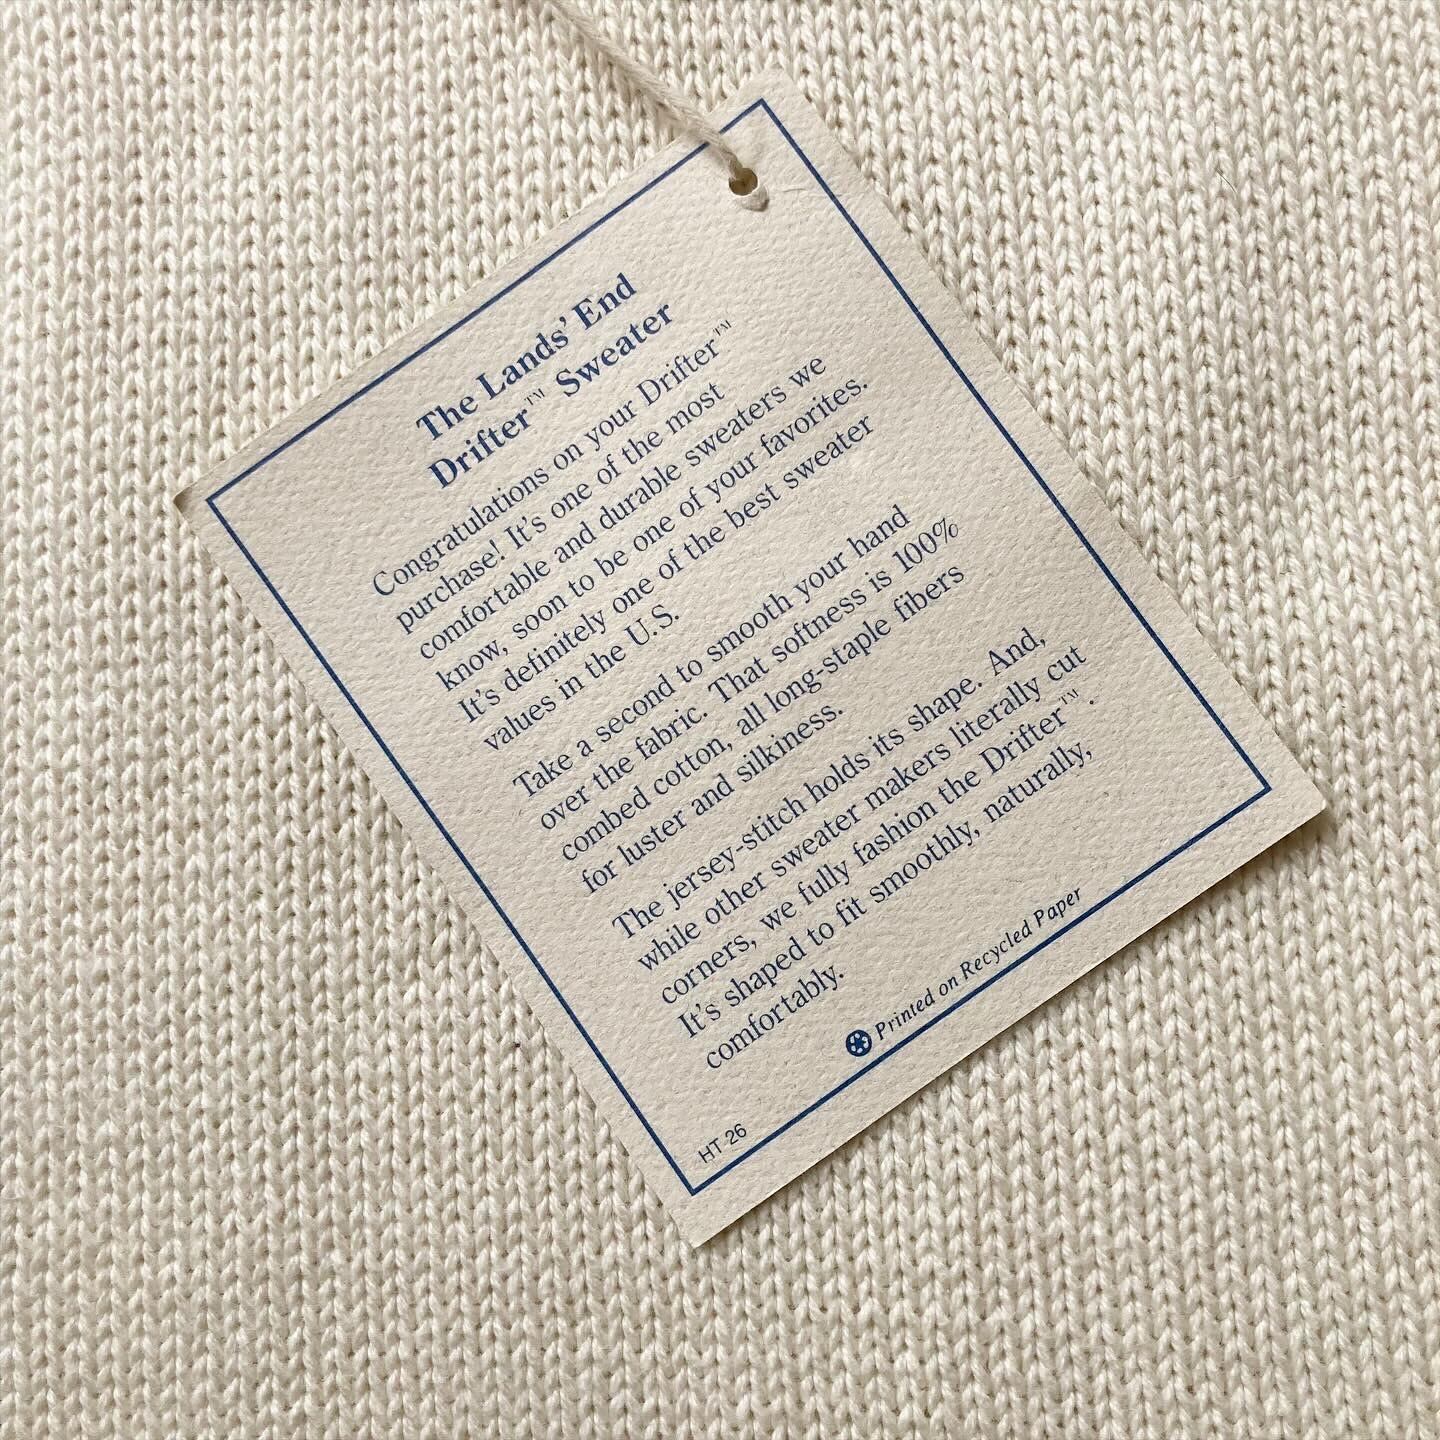 The Lands' End
Drifter™ Sweater
Congratulations on your Drifter™
purchase! It's one of the most
comfortable and durable sweaters we
know, soon to be one of your favorites.
It's definitely one of the best sweater
values in the U.S.
Take a second to smooth your hand
over the fabric. That softness is 100%
combed cotton, all long-staple fibers
for luster and silkiness.
The jersey-stitch holds its shape. And,
while other sweater makers literally cut
corners, we fully fashion the Drifter™.
It's shaped to fit smoothly, naturally,
comfortably.
Printed on Recycled Paper
HT 26